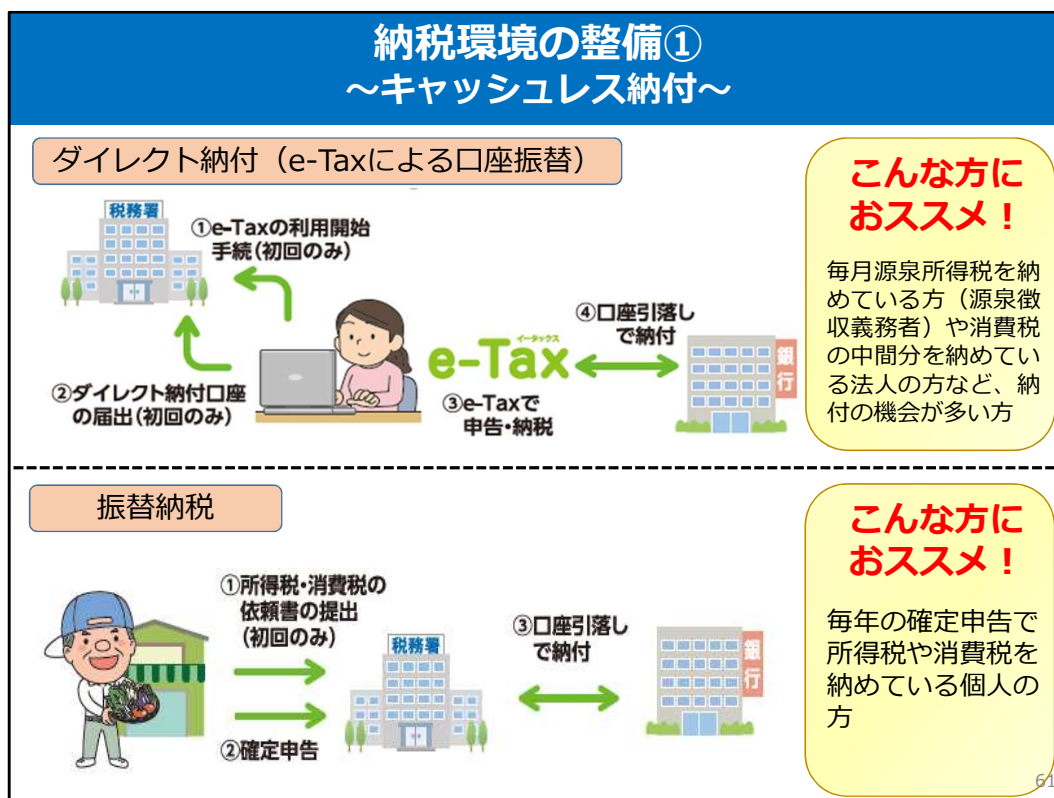 納税環境の整備①
～キャッシュレス納付～
ダイレクト納付（e-Taxによる口座振替）
税務署
①e-Taxの利用開始
手続(初回のみ)
②ダイレクト納付口座
の届出(初回のみ)
イータックス
e-Tax
③e-Taxで
申告・納税
④口座引落し
で納付
銀行
こんな方に
おススメ！
毎月源泉所得税を納
めている方（源泉徴
収義務者）や消費税
の中間分を納めてい
る法人の方など、納
付の機会が多い方
振替納税
①所得税・消費税の
依頼書の提出
(初回のみ)
②確定申告
税務署
③口座引落し
で納付
銀行
こんな方に
おススメ！
毎年の確定申告で
所得税や消費税を
納めている個人の
方
61